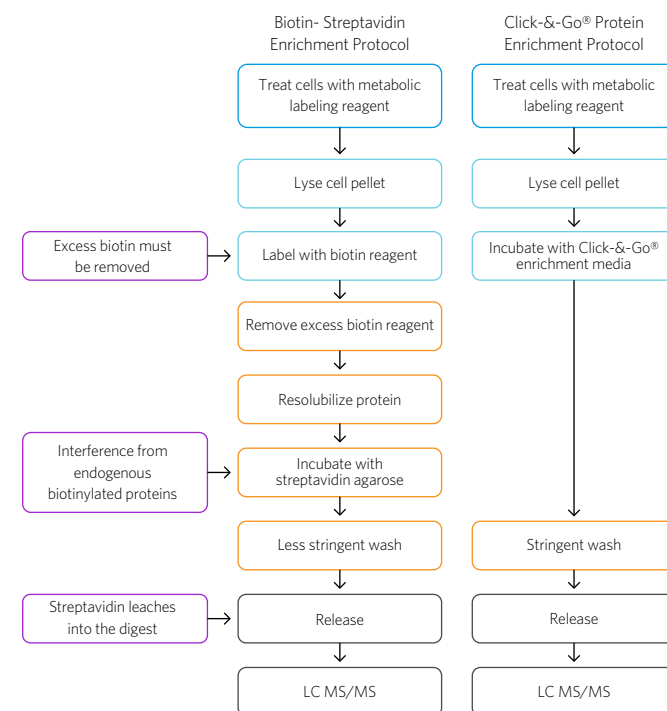 Biotin- Streptavidin
Enrichment Protocol
Click-&-Go® Protein
Enrichment Protocol
Treat cells with metabolic
labeling reagent
Treat cells with metabolic
labeling reagent
Lyse cell pellet
Lyse cell pellet
Excess biotin must
be removed
Label with biotin reagent
Incubate with Click-&-Go®
enrichment media
Remove excess biotin reagent
Resolubilize protein
Interference from
endogenous
biotinylated proteins
Incubate with
streptavidin agarose
Less stringent wash
Stringent wash
Streptavidin leaches
into the digest
Release
Release
LC MS/MS
LC MS/MS